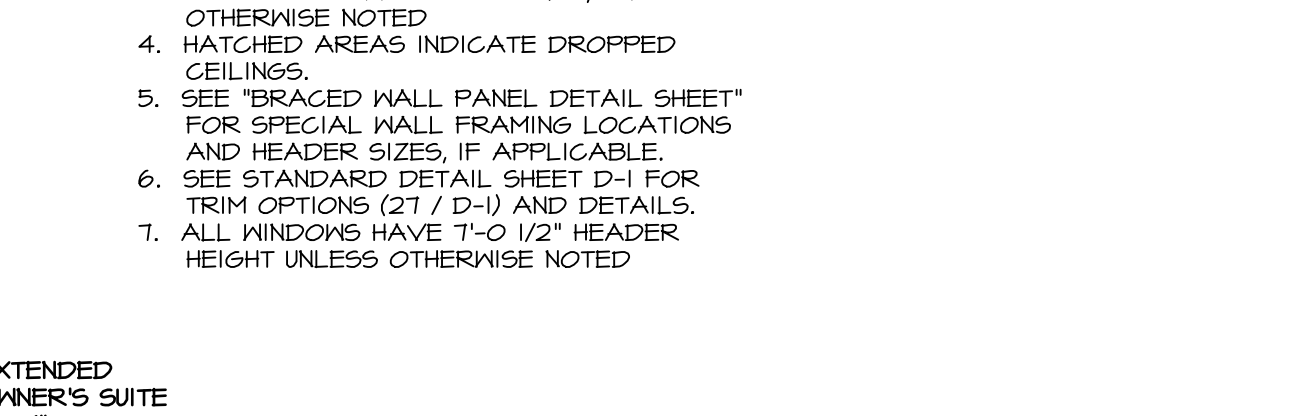 OTHERWISE NOTED
4. HATCHED AREAS INDICATE DROPPED
CEILINGS.
5. SEE "BRACED WALL PANEL DETAIL SHEET"
FOR SPECIAL WALL FRAMING LOCATIONS
AND HEADER SIZES, IF APPLICABLE.
6. SEE STANDARD DETAIL SHEET D-1 FOR
TRIM OPTIONS (27 / D-1) AND DETAILS.
7. ALL WINDOWS HAVE 7'-0 1/2" HEADER
HEIGHT UNLESS OTHERWISE NOTED
XTENDED
WNER'S SUITE